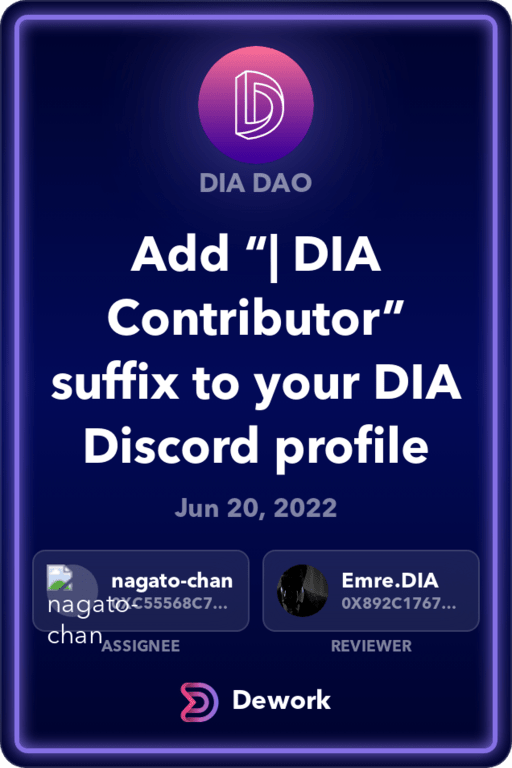 DIA DAO
Add “| DIA
Contributor”
suffix to your DIA
Discord profile
Jun 20, 2022
nagato-chan
0XC55568C7...
nagato-
chan
ASSIGNEE
Emre.DIA
0X892C1767...
REVIEWER
Dework